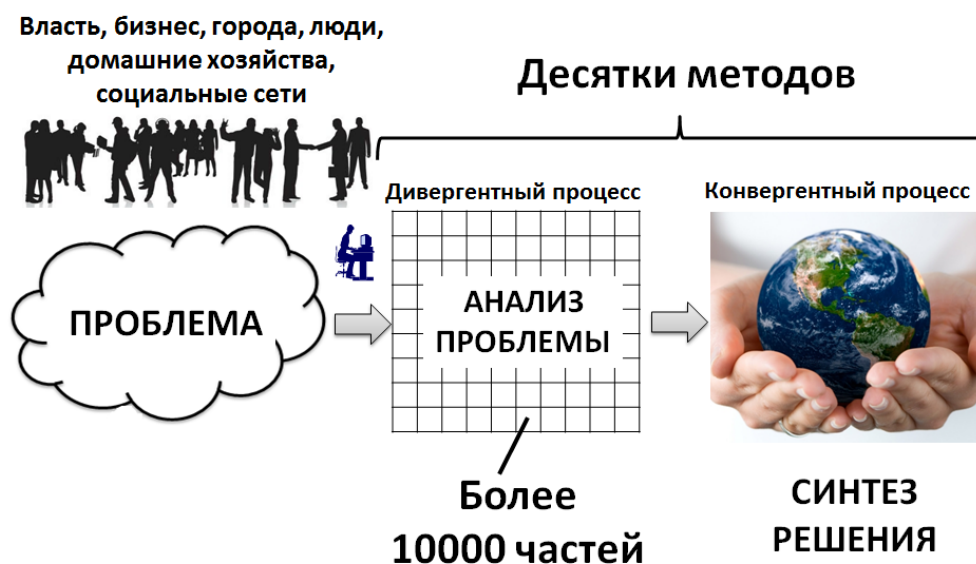 Власть, бизнес, города, люди,
домашние хозяйства,
социальные сети
Десятки методов
Дивергентный процесс
Конвергентный процесс
ПРОБЛЕМА
АНАЛИЗ
ПРОБЛЕМЫ
Более
10000 частей
СИНТЕЗ
РЕШЕНИЯ